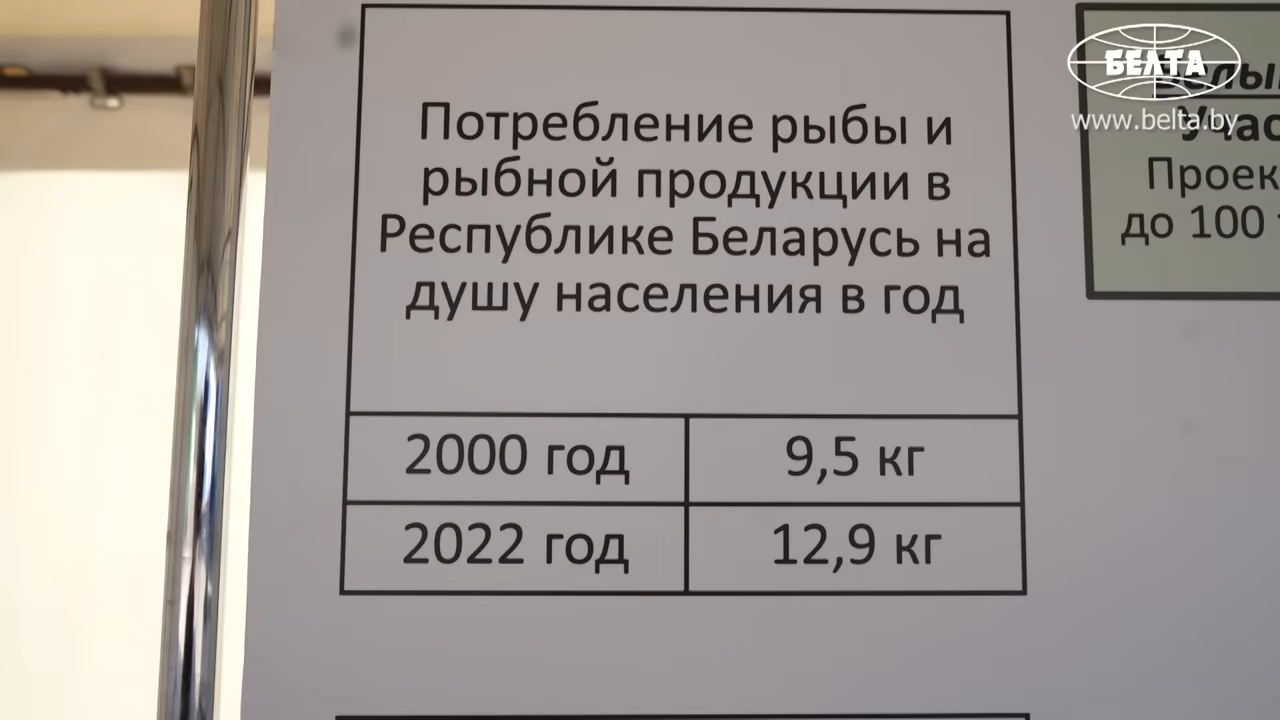 Потребление рыбы и
рыбной продукции в
Республике Беларусь на
душу населения в год
2000 год 9,5 кг
2022 год 12,9 кг
БЕЛТА
www.belta.by
до 100